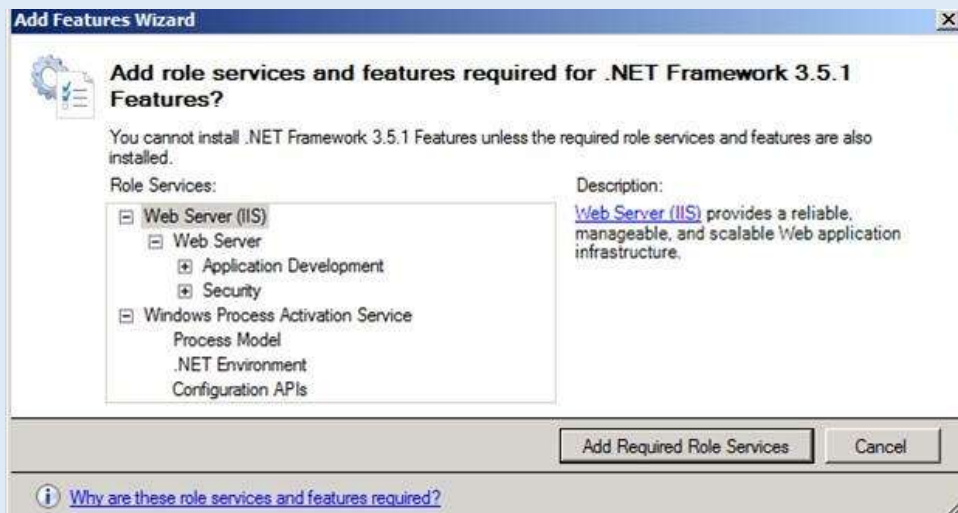 Add Features Wizard
Add role services and features required for .NET Framework 3.5.1
Features?
You cannot install .NET Framework 3.5.1 Features unless the required role services and features are also
installed.
Role Services:
Description:
Web Server (IIS)
Web Server
Application Development
Security
Windows Process Activation Service
Process Model
.NET Environment
Configuration APIs
Web Server (IIS) provides a reliable,
manageable, and scalable Web application
infrastructure.
Add Required Role Services
Cancel
Why are these role services and features required?